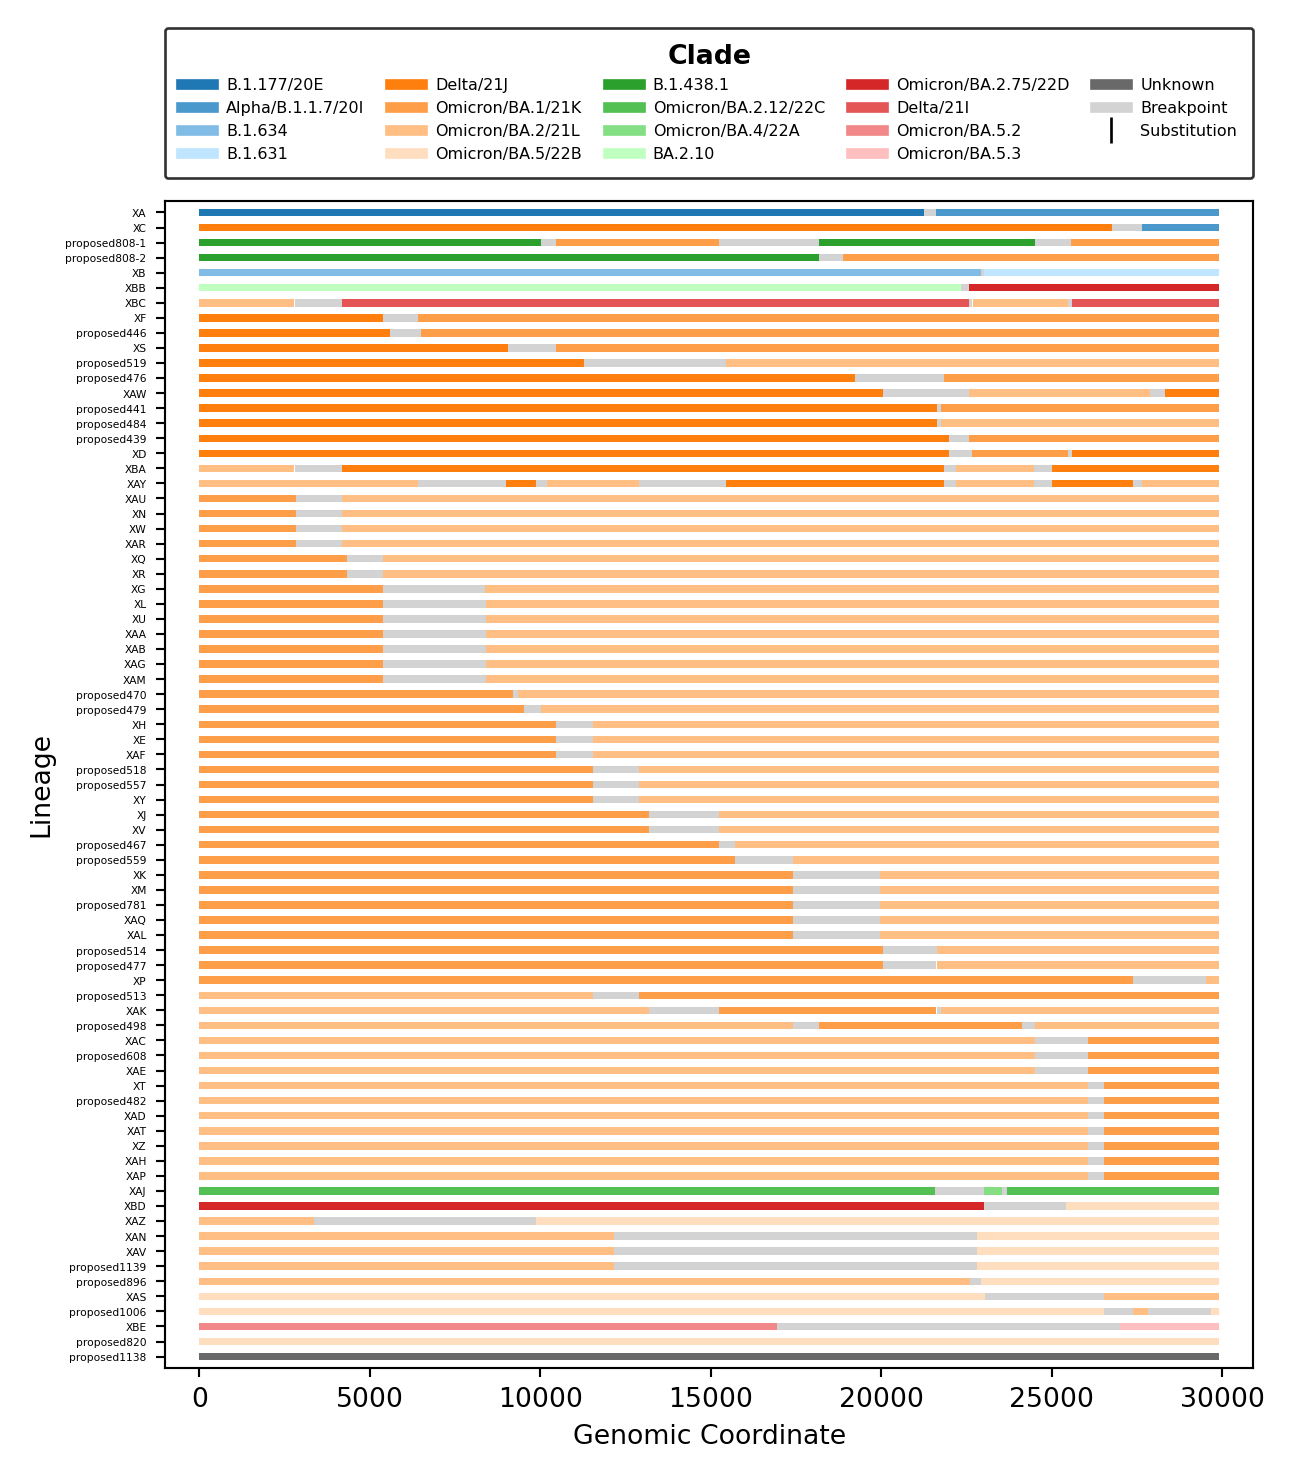 Clade
B.1.177/20E Delta/21J B.1.438.1 Omicron/BA.2.75/22D Unknown
Alpha/B.1.1.7/20I Omicron/BA.1/21K Omicron/BA.2.12/22C Delta/21I Breakpoint
B.1.634 Omicron/BA.2/21L Omicron/BA.4/22A Omicron/BA.5.2 Substitution
B.1.631 Omicron/BA.5/22B BA.2.10 Omicron/BA.5.3
XA
XC
proposed808-1
proposed808-2
XB
XBB
XBC
XF
proposed446
XS
proposed519
proposed476
XAW
proposed441
proposed484
proposed439
XD
XBA
XAY
XAU
XN
XW
XAR
XQ
XR
XG
XL
XU
XAA
XAB
XAG
XAM
proposed470
proposed479
XH
XE
XAF
proposed518
proposed557
XY
XJ
XV
proposed467
proposed559
XK
XM
proposed781
XAQ
XAL
proposed514
proposed477
XP
proposed513
XAK
proposed498
XAC
proposed608
XAE
XT
proposed482
XAD
XAT
XZ
XAH
XAP
XAJ
XBD
XAZ
XAN
XAV
proposed1139
proposed896
XAS
proposed1006
XBE
proposed820
proposed1138
Lineage
0 5000 10000 15000 20000 25000 30000
Genomic Coordinate